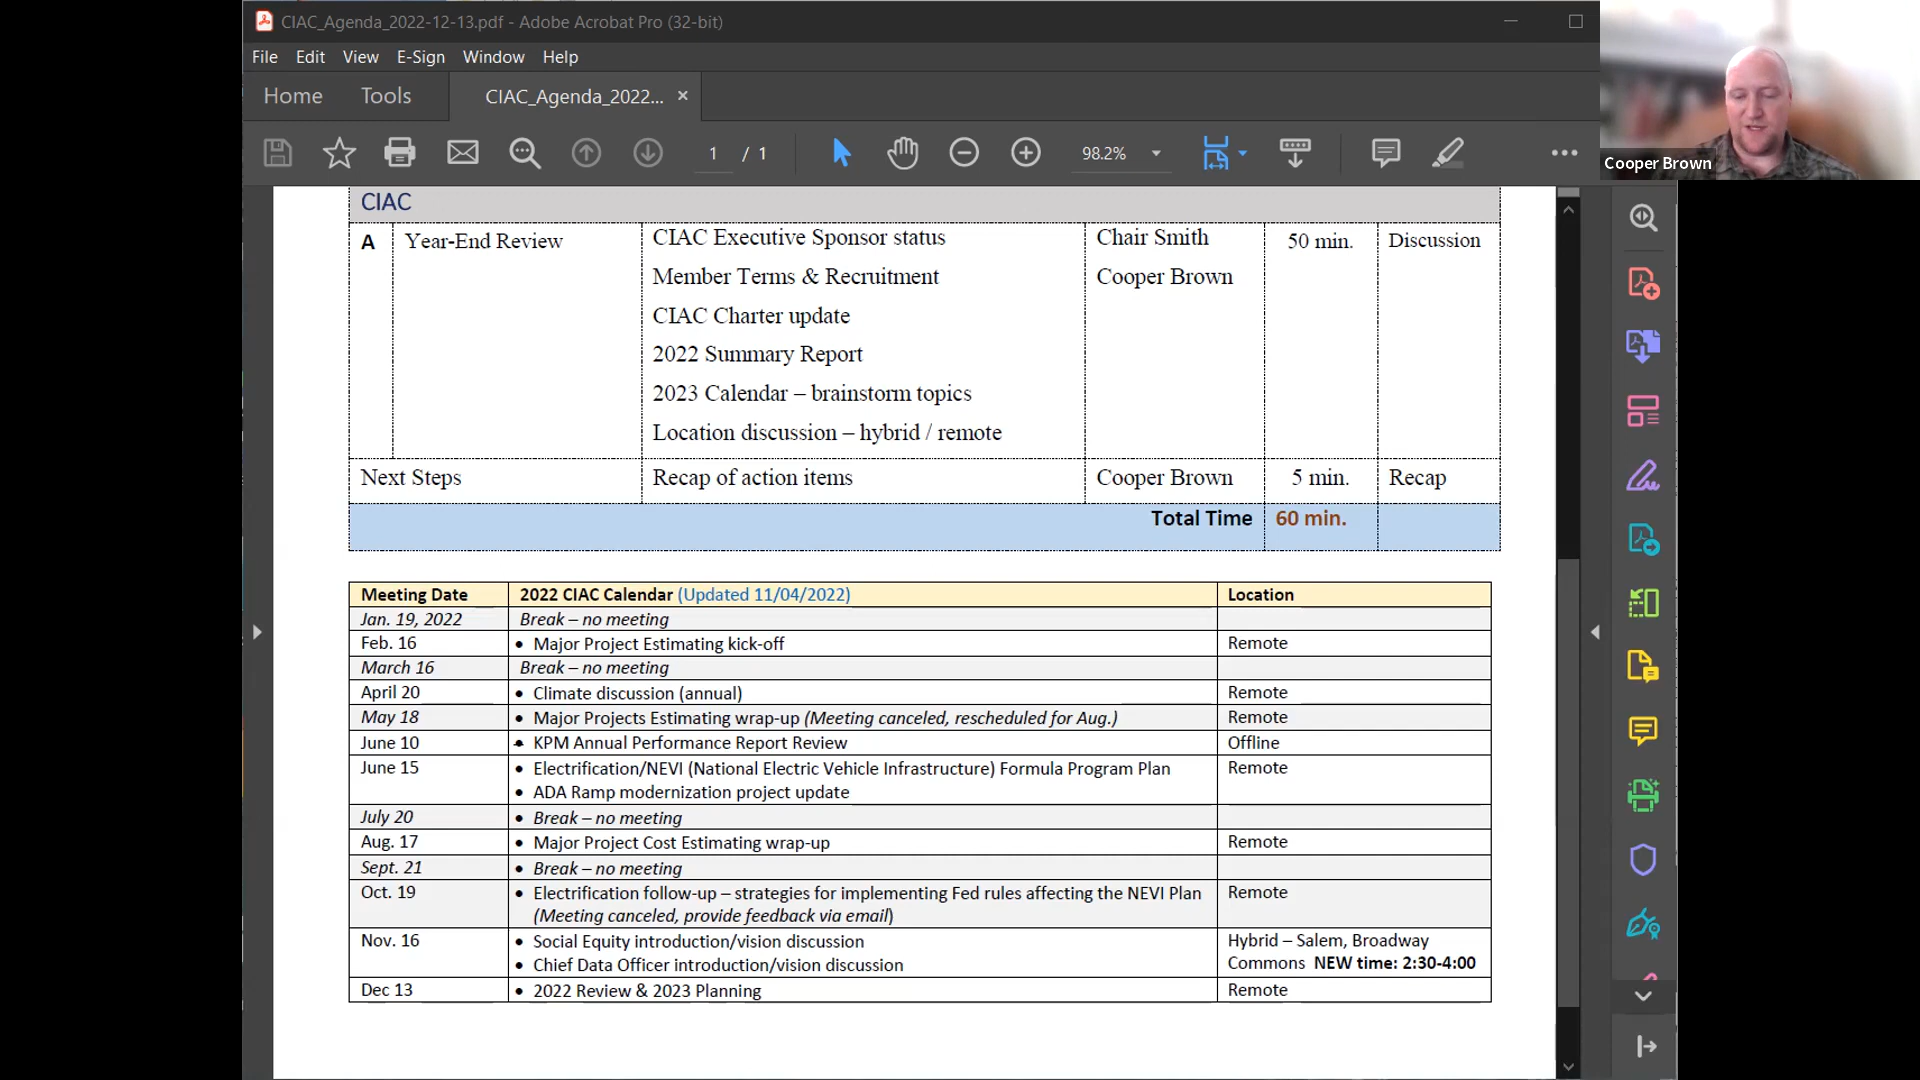 CIAC_Agenda_2022-12-13.pdf - Adobe Acrobat Pro (32-bit)
File Edit View E-Sign Window Help
Home Tools CIAC_Agenda_2022... ×
1 / 1 98.2%
Cooper Brown
CIAC
A Year-End Review CIAC Executive Sponsor status Chair Smith 50 min. Discussion
Member Terms & Recruitment Cooper Brown
CIAC Charter update
2022 Summary Report
2023 Calendar – brainstorm topics
Location discussion – hybrid / remote
Next Steps Recap of action items Cooper Brown 5 min. Recap
Total Time 60 min.
Meeting Date 2022 CIAC Calendar (Updated 11/04/2022) Location
Jan. 19, 2022 Break – no meeting
Feb. 16 • Major Project Estimating kick-off Remote
March 16 Break – no meeting
April 20 • Climate discussion (annual) Remote
May 18 • Major Projects Estimating wrap-up (Meeting canceled, rescheduled for Aug.) Remote
June 10 • KPM Annual Performance Report Review Offline
June 15 • Electrification/NEVI (National Electric Vehicle Infrastructure) Formula Program Plan Remote
• ADA Ramp modernization project update
July 20 • Break – no meeting
Aug. 17 • Major Project Cost Estimating wrap-up Remote
Sept. 21 • Break – no meeting
Oct. 19 • Electrification follow-up – strategies for implementing Fed rules affecting the NEVI Plan Remote
(Meeting canceled, provide feedback via email)
Nov. 16 • Social Equity introduction/vision discussion Hybrid – Salem, Broadway
• Chief Data Officer introduction/vision discussion Commons NEW time: 2:30-4:00
Dec 13 • 2022 Review & 2023 Planning Remote